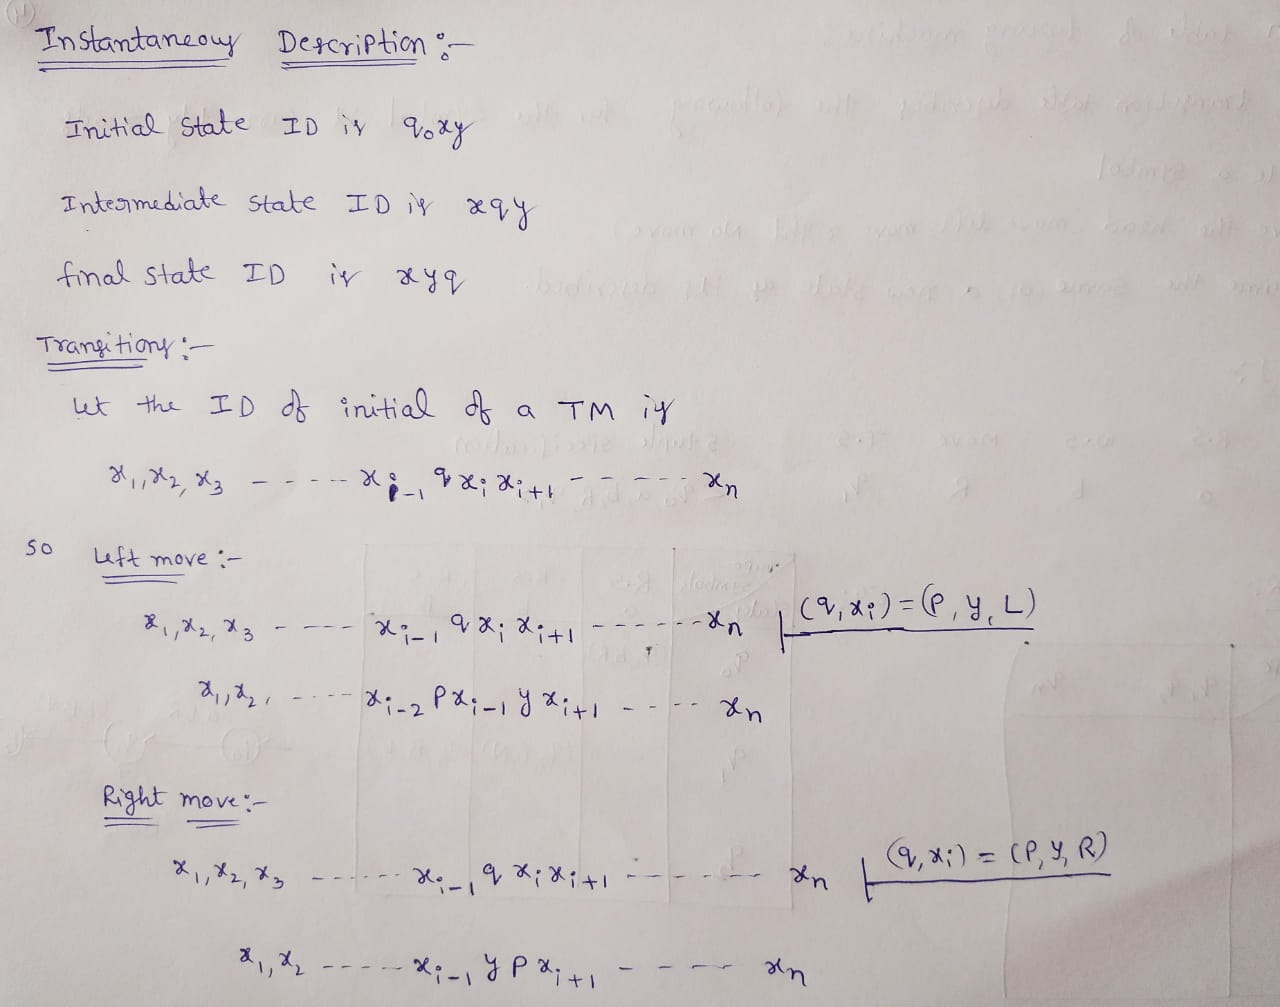 Instantaneous Description :-
Initial state ID is q₀xy
Intermediate state ID is xqy
final state ID is xyq
Transitions :-
Let the ID of initial of a TM is
x₁, x₂, x₃ - - - - - xᵢ₋₁ q xᵢ xᵢ₊₁ - - - - - - xₙ
so Left move :-
x₁, x₂, x₃ - - - - - xᵢ₋₁ q xᵢ xᵢ₊₁ - - - - - - - xₙ |— (q, xᵢ) = (P, y, L)
x₁, x₂, - - - - - xᵢ₋₂ P xᵢ₋₁ y xᵢ₊₁ - - - - xₙ
Right move :-
x₁, x₂, x₃ - - - - - - xᵢ₋₁ q xᵢ xᵢ₊₁ - - - - - - - xₙ |— (q, xᵢ) = (P, y, R)
x₁, x₂ - - - - - - xᵢ₋₁ y P xᵢ₊₁ - - - - - xₙ